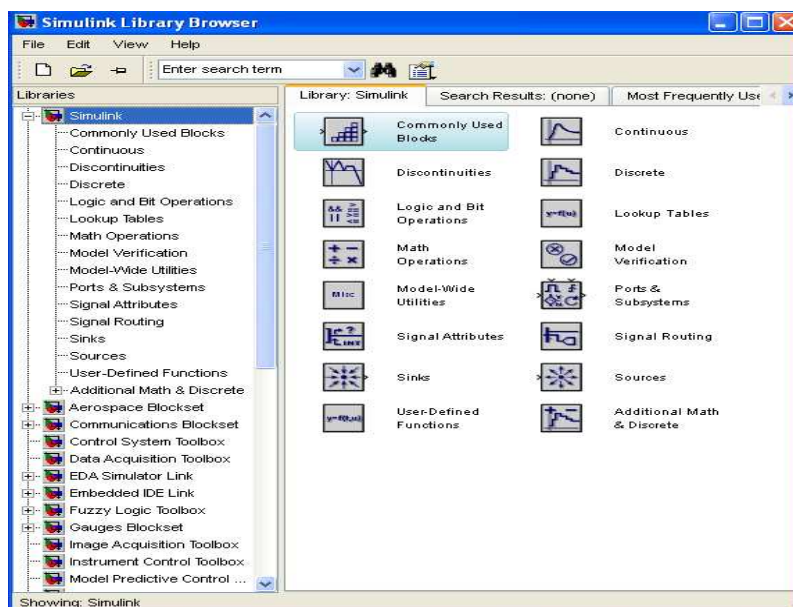 Simulink Library Browser
File Edit View Help
Enter search term
Libraries
Simulink
Commonly Used Blocks
Continuous
Discontinuities
Discrete
Logic and Bit Operations
Lookup Tables
Math Operations
Model Verification
Model-Wide Utilities
Ports & Subsystems
Signal Attributes
Signal Routing
Sinks
Sources
User-Defined Functions
Additional Math & Discrete
Aerospace Blockset
Communications Blockset
Control System Toolbox
Data Acquisition Toolbox
EDA Simulator Link
Embedded IDE Link
Fuzzy Logic Toolbox
Gauges Blockset
Image Acquisition Toolbox
Instrument Control Toolbox
Model Predictive Control ...
Library: Simulink Search Results: (none) Most Frequently Use
Commonly Used
Blocks
Continuous
Discontinuities
Discrete
Logic and Bit
Operations
y=f(u)
Lookup Tables
Math
Operations
Model
Verification
Misc
Model-Wide
Utilities
Ports &
Subsystems
Signal Attributes
Signal Routing
Sinks
Sources
User-Defined
Functions
Additional Math
& Discrete
Showing: Simulink